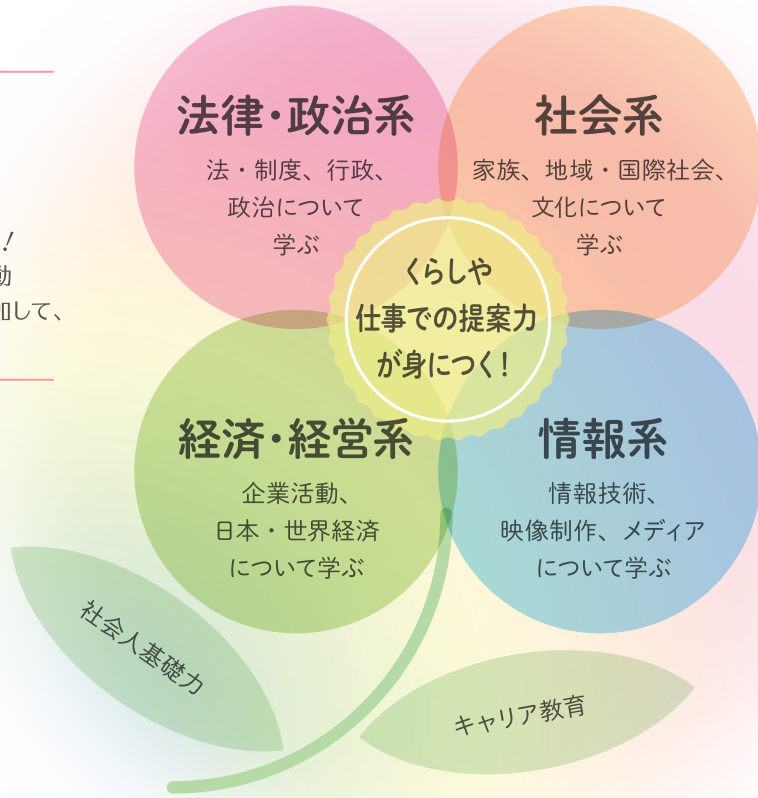 ！
動
加して、
法律・政治系
法・制度、行政、
政治について
学ぶ
社会系
家族、地域・国際社会、
文化について
学ぶ
くらしや
仕事での提案力
が身につく！
経済・経営系
企業活動、
日本・世界経済
について学ぶ
情報系
情報技術、
映像制作、メディア
について学ぶ
社会人基礎力
キャリア教育